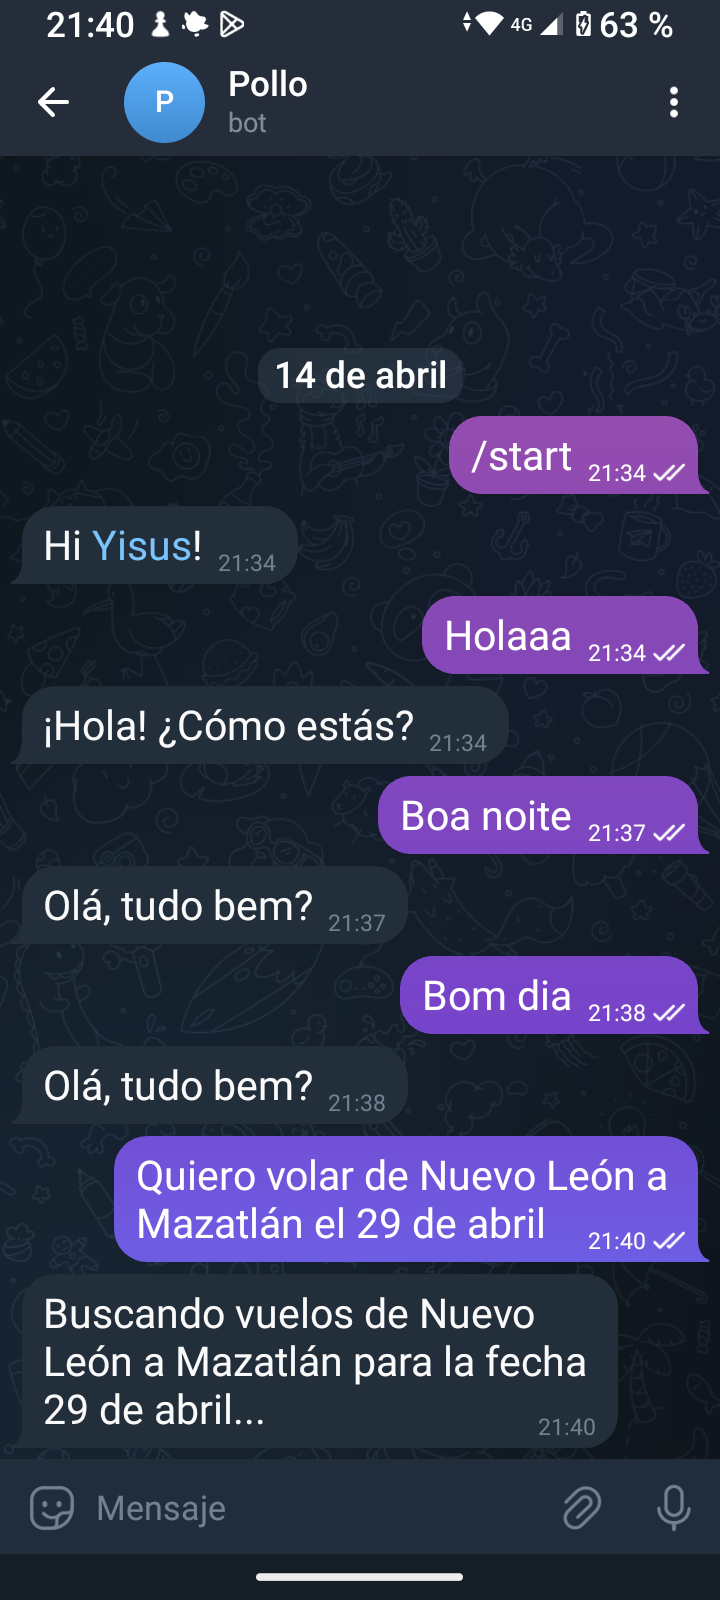 21:40 4G 63 %
P
Pollo
bot
14 de abril
/start 21:34
Hi Yisus! 21:34
Holaaa 21:34
¡Hola! ¿Cómo estás? 21:34
Boa noite 21:37
Olá, tudo bem? 21:37
Bom dia 21:38
Olá, tudo bem? 21:38
Quiero volar de Nuevo León a
Mazatlán el 29 de abril 21:40
Buscando vuelos de Nuevo
León a Mazatlán para la fecha
29 de abril... 21:40
Mensaje